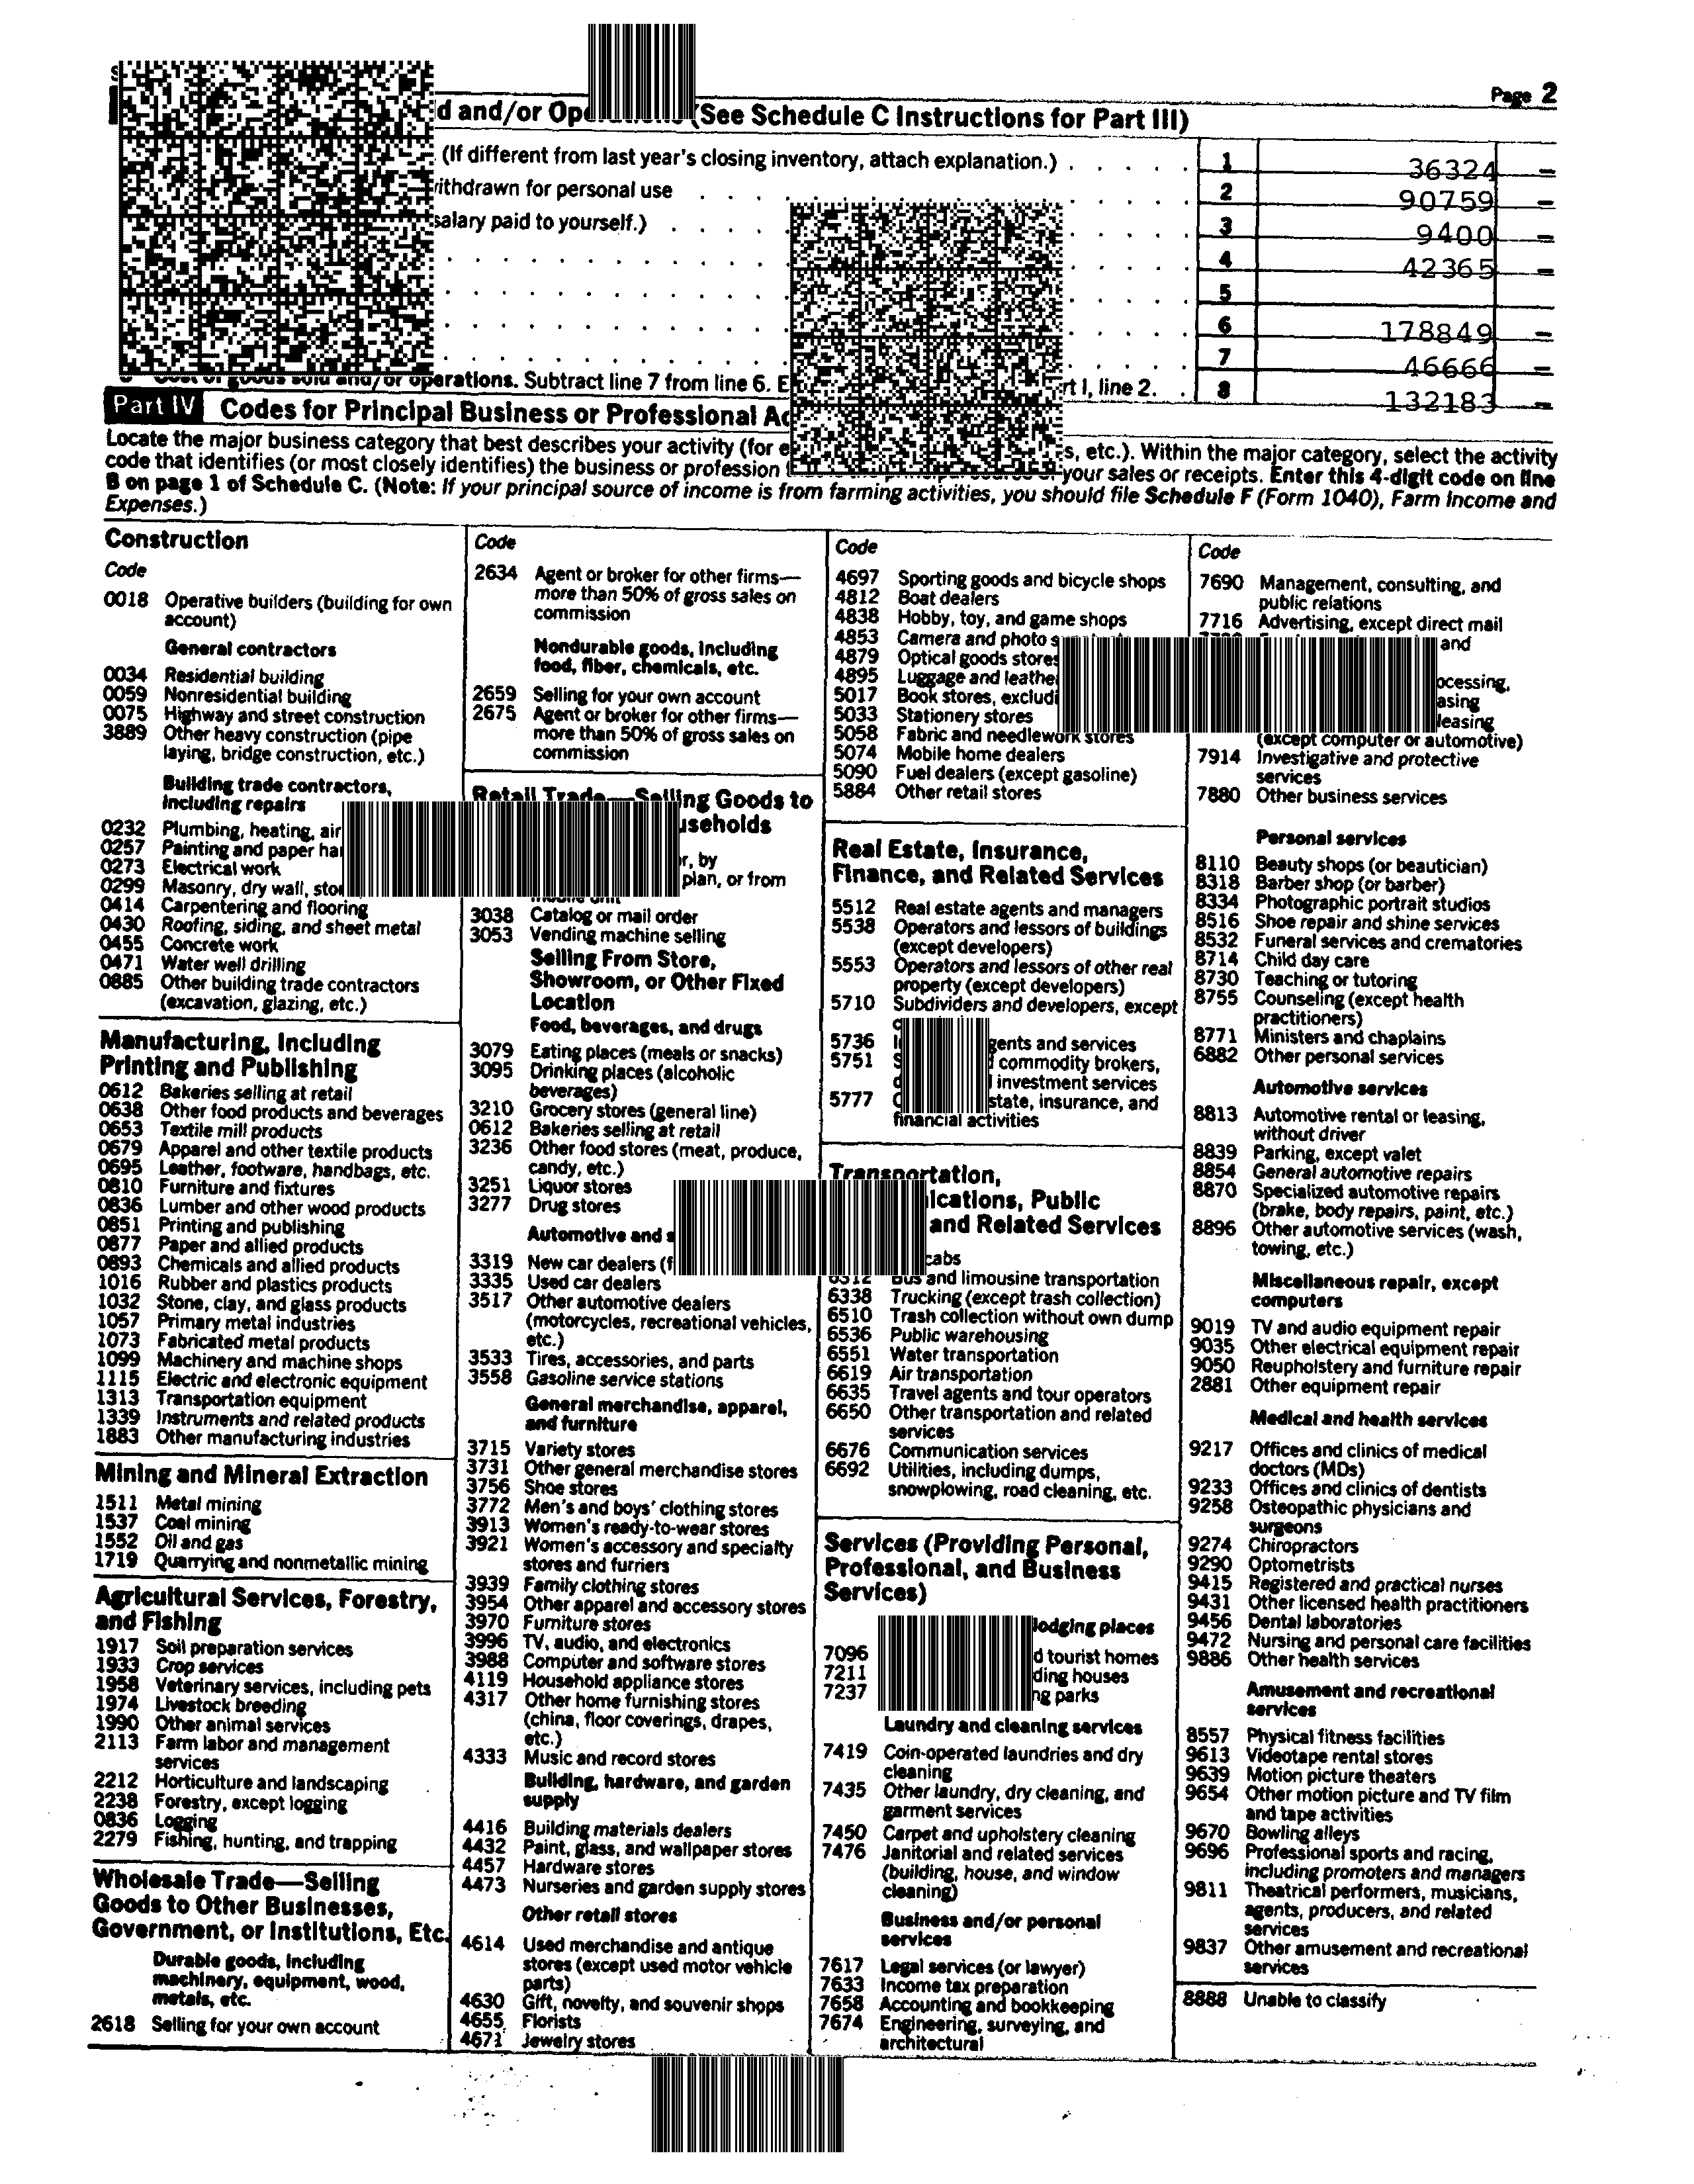 Page 2
d and/or Ope (See Schedule C Instructions for Part III)
(If different from last year's closing inventory, attach explanation.) . . . . . 1 36324 —
withdrawn for personal use . . . 2 90759 —
salary paid to yourself.) . . . . 3 9400 —
4 42365 —
5
6 178849 —
7 46666 —
8 Cost of goods sold and/or operations. Subtract line 7 from line 6. E rt I, line 2. . 8 132183 —
Part IV Codes for Principal Business or Professional Ac
Locate the major business category that best describes your activity (for e s, etc.). Within the major category, select the activity
code that identifies (or most closely identifies) the business or profession your sales or receipts. Enter this 4-digit code on line
B on page 1 of Schedule C. (Note: If your principal source of income is from farming activities, you should file Schedule F (Form 1040), Farm Income and
Expenses.)
Construction
Code
0018 Operative builders (building for own
account)
General contractors
0034 Residential building
0059 Nonresidential building
0075 Highway and street construction
3889 Other heavy construction (pipe
laying, bridge construction, etc.)
Building trade contractors,
including repairs
0232 Plumbing, heating, air
0257 Painting and paper ha
0273 Electrical work
0299 Masonry, dry wall, sto
0414 Carpentering and flooring
0430 Roofing, siding, and sheet metal
0455 Concrete work
0471 Water well drilling
0885 Other building trade contractors
(excavation, glazing, etc.)
Manufacturing, Including
Printing and Publishing
0612 Bakeries selling at retail
0638 Other food products and beverages
0653 Textile mill products
0679 Apparel and other textile products
0695 Leather, footware, handbags, etc.
0810 Furniture and fixtures
0836 Lumber and other wood products
0851 Printing and publishing
0877 Paper and allied products
0893 Chemicals and allied products
1016 Rubber and plastics products
1032 Stone, clay, and glass products
1057 Primary metal industries
1073 Fabricated metal products
1099 Machinery and machine shops
1115 Electric and electronic equipment
1313 Transportation equipment
1339 Instruments and related products
1883 Other manufacturing industries
Mining and Mineral Extraction
1511 Metal mining
1537 Coal mining
1552 Oil and gas
1719 Quarrying and nonmetallic mining
Agricultural Services, Forestry,
and Fishing
1917 Soil preparation services
1933 Crop services
1958 Veterinary services, including pets
1974 Livestock breeding
1990 Other animal services
2113 Farm labor and management
services
2212 Horticulture and landscaping
2238 Forestry, except logging
0836 Logging
2279 Fishing, hunting, and trapping
Wholesale Trade—Selling
Goods to Other Businesses,
Government, or Institutions, Etc.
Durable goods, including
machinery, equipment, wood,
metals, etc.
2618 Selling for your own account
Code
2634 Agent or broker for other firms—
more than 50% of gross sales on
commission
Nondurable goods, including
food, fiber, chemicals, etc.
2659 Selling for your own account
2675 Agent or broker for other firms—
more than 50% of gross sales on
commission
Retail Trade—Selling Goods to
useholds
r, by
plan, or from
mobile unit
3038 Catalog or mail order
3053 Vending machine selling
Selling From Store,
Showroom, or Other Fixed
Location
Food, beverages, and drugs
3079 Eating places (meals or snacks)
3095 Drinking places (alcoholic
beverages)
3210 Grocery stores (general line)
0612 Bakeries selling at retail
3236 Other food stores (meat, produce,
candy, etc.)
3251 Liquor stores
3277 Drug stores
Automotive and s
3319 New car dealers (f
3335 Used car dealers
3517 Other automotive dealers
(motorcycles, recreational vehicles,
etc.)
3533 Tires, accessories, and parts
3558 Gasoline service stations
General merchandise, apparel,
and furniture
3715 Variety stores
3731 Other general merchandise stores
3756 Shoe stores
3772 Men's and boys' clothing stores
3913 Women's ready-to-wear stores
3921 Women's accessory and specialty
stores and furriers
3939 Family clothing stores
3954 Other apparel and accessory stores
3970 Furniture stores
3996 TV, audio, and electronics
3988 Computer and software stores
4119 Household appliance stores
4317 Other home furnishing stores
(china, floor coverings, drapes,
etc.)
4333 Music and record stores
Building, hardware, and garden
supply
4416 Building materials dealers
4432 Paint, glass, and wallpaper stores
4457 Hardware stores
4473 Nurseries and garden supply stores
Other retail stores
4614 Used merchandise and antique
stores (except used motor vehicle
parts)
4630 Gift, novelty, and souvenir shops
4655 Florists
4671 Jewelry stores
Code
4697 Sporting goods and bicycle shops
4812 Boat dealers
4838 Hobby, toy, and game shops
4853 Camera and photo s
4879 Optical goods stores
4895 Luggage and leathe
5017 Book stores, excludi
5033 Stationery stores
5058 Fabric and needlework stores
5074 Mobile home dealers
5090 Fuel dealers (except gasoline)
5884 Other retail stores
Real Estate, Insurance,
Finance, and Related Services
5512 Real estate agents and managers
5538 Operators and lessors of buildings
(except developers)
5553 Operators and lessors of other real
property (except developers)
5710 Subdividers and developers, except
5736 gents and services
5751 commodity brokers,
investment services
5777 state, insurance, and
financial activities
Transportation,
ications, Public
and Related Services
cabs
6312 Bus and limousine transportation
6338 Trucking (except trash collection)
6510 Trash collection without own dump
6536 Public warehousing
6551 Water transportation
6619 Air transportation
6635 Travel agents and tour operators
6650 Other transportation and related
services
6676 Communication services
6692 Utilities, including dumps,
snowplowing, road cleaning, etc.
Services (Providing Personal,
Professional, and Business
Services)
lodging places
7096 d tourist homes
7211 ding houses
7237 ng parks
Laundry and cleaning services
7419 Coin-operated laundries and dry
cleaning
7435 Other laundry, dry cleaning, and
garment services
7450 Carpet and upholstery cleaning
7476 Janitorial and related services
(building, house, and window
cleaning)
Business and/or personal
services
7617 Legal services (or lawyer)
7633 Income tax preparation
7658 Accounting and bookkeeping
7674 Engineering, surveying, and
architectural
Code
7690 Management, consulting, and
public relations
7716 Advertising, except direct mail
and
ocessing,
asing
leasing
(except computer or automotive)
7914 Investigative and protective
services
7880 Other business services
Personal services
8110 Beauty shops (or beautician)
8318 Barber shop (or barber)
8334 Photographic portrait studios
8516 Shoe repair and shine services
8532 Funeral services and crematories
8714 Child day care
8730 Teaching or tutoring
8755 Counseling (except health
practitioners)
8771 Ministers and chaplains
6882 Other personal services
Automotive services
8813 Automotive rental or leasing,
without driver
8839 Parking, except valet
8854 General automotive repairs
8870 Specialized automotive repairs
(brake, body repairs, paint, etc.)
8896 Other automotive services (wash,
towing, etc.)
Miscellaneous repair, except
computers
9019 TV and audio equipment repair
9035 Other electrical equipment repair
9050 Reupholstery and furniture repair
2881 Other equipment repair
Medical and health services
9217 Offices and clinics of medical
doctors (MDs)
9233 Offices and clinics of dentists
9258 Osteopathic physicians and
surgeons
9274 Chiropractors
9290 Optometrists
9415 Registered and practical nurses
9431 Other licensed health practitioners
9456 Dental laboratories
9472 Nursing and personal care facilities
9886 Other health services
Amusement and recreational
services
8557 Physical fitness facilities
9613 Videotape rental stores
9639 Motion picture theaters
9654 Other motion picture and TV film
and tape activities
9670 Bowling alleys
9696 Professional sports and racing,
including promoters and managers
9811 Theatrical performers, musicians,
agents, producers, and related
services
9837 Other amusement and recreational
services
8888 Unable to classify